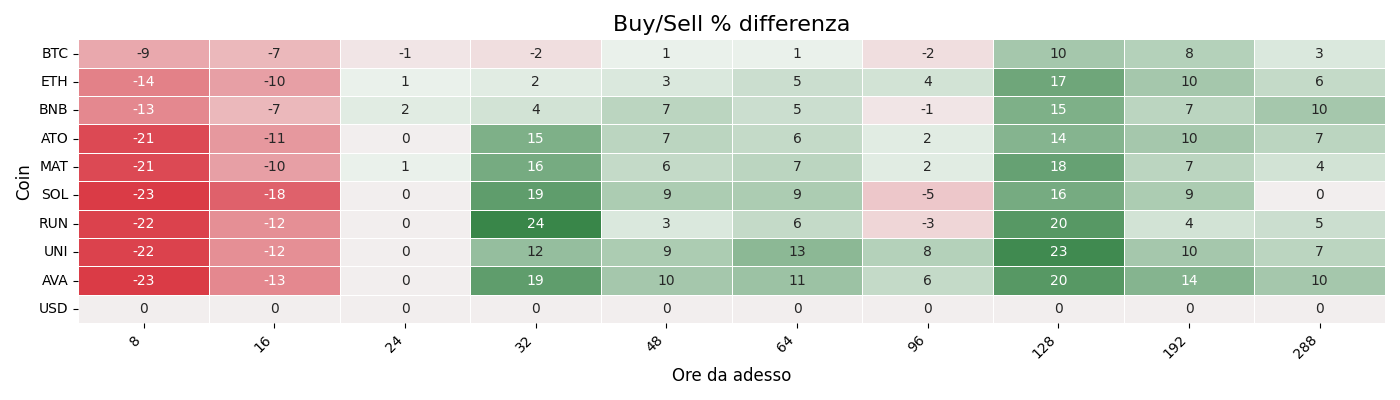 Buy/Sell % differenza
Coin
BTC -9 -7 -1 -2 1 1 -2 10 8 3
ETH -14 -10 1 2 3 5 4 17 10 6
BNB -13 -7 2 4 7 5 -1 15 7 10
ATO -21 -11 0 15 7 6 2 14 10 7
MAT -21 -10 1 16 6 7 2 18 7 4
SOL -23 -18 0 19 9 9 -5 16 9 0
RUN -22 -12 0 24 3 6 -3 20 4 5
UNI -22 -12 0 12 9 13 8 23 10 7
AVA -23 -13 0 19 10 11 6 20 14 10
USD 0 0 0 0 0 0 0 0 0 0
8 16 24 32 48 64 96 128 192 288
Ore da adesso